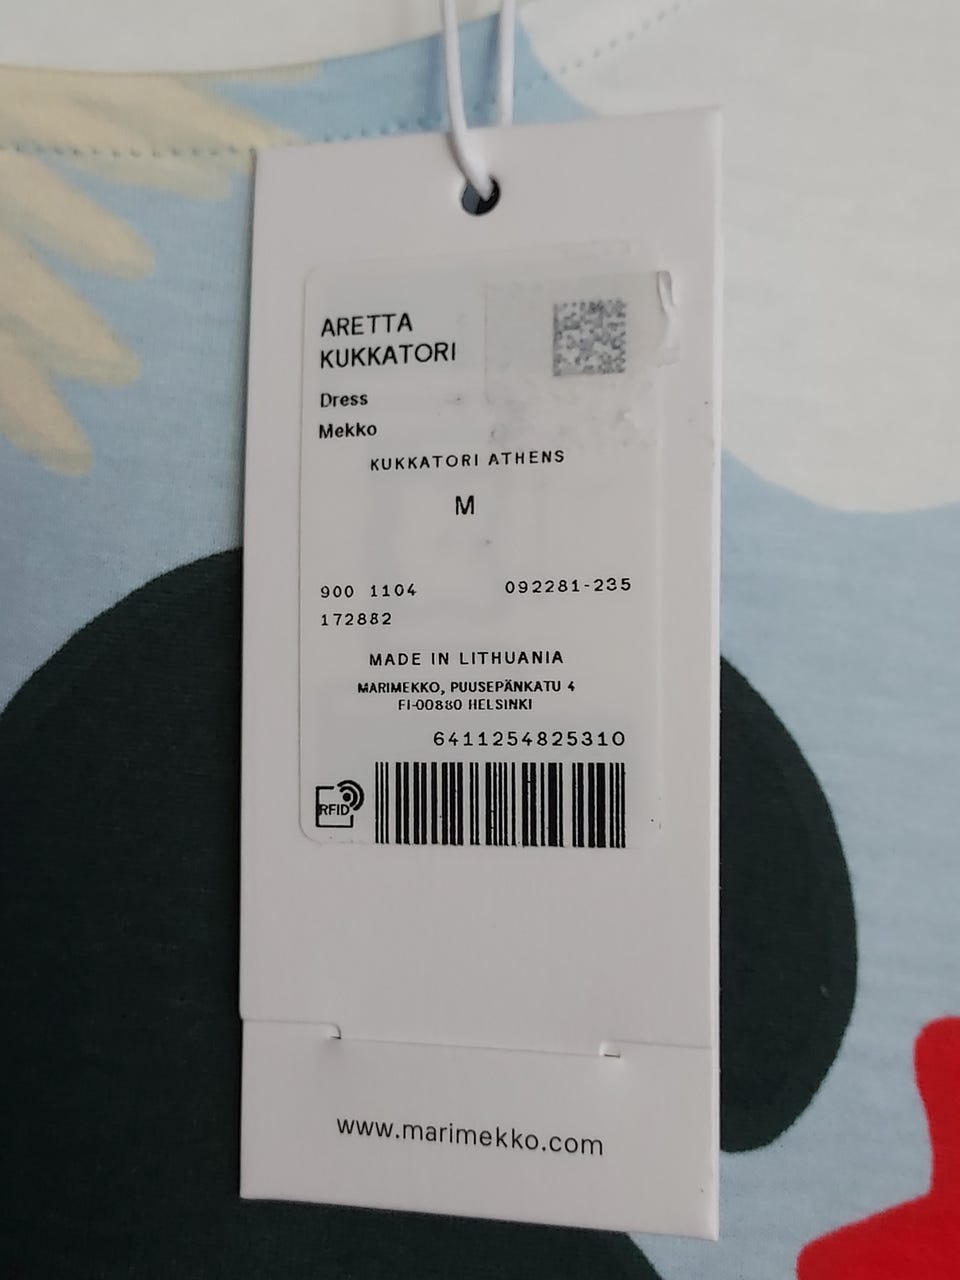 ARETTA
KUKKATORI
Dress
Mekko
KUKKATORI ATHENS
M
900 1104 092281-235
172882
MADE IN LITHUANIA
MARIMEKKO, PUUSEPÄNKATU 4
FI-00880 HELSINKI
6411254825310
RFID
www.marimekko.com